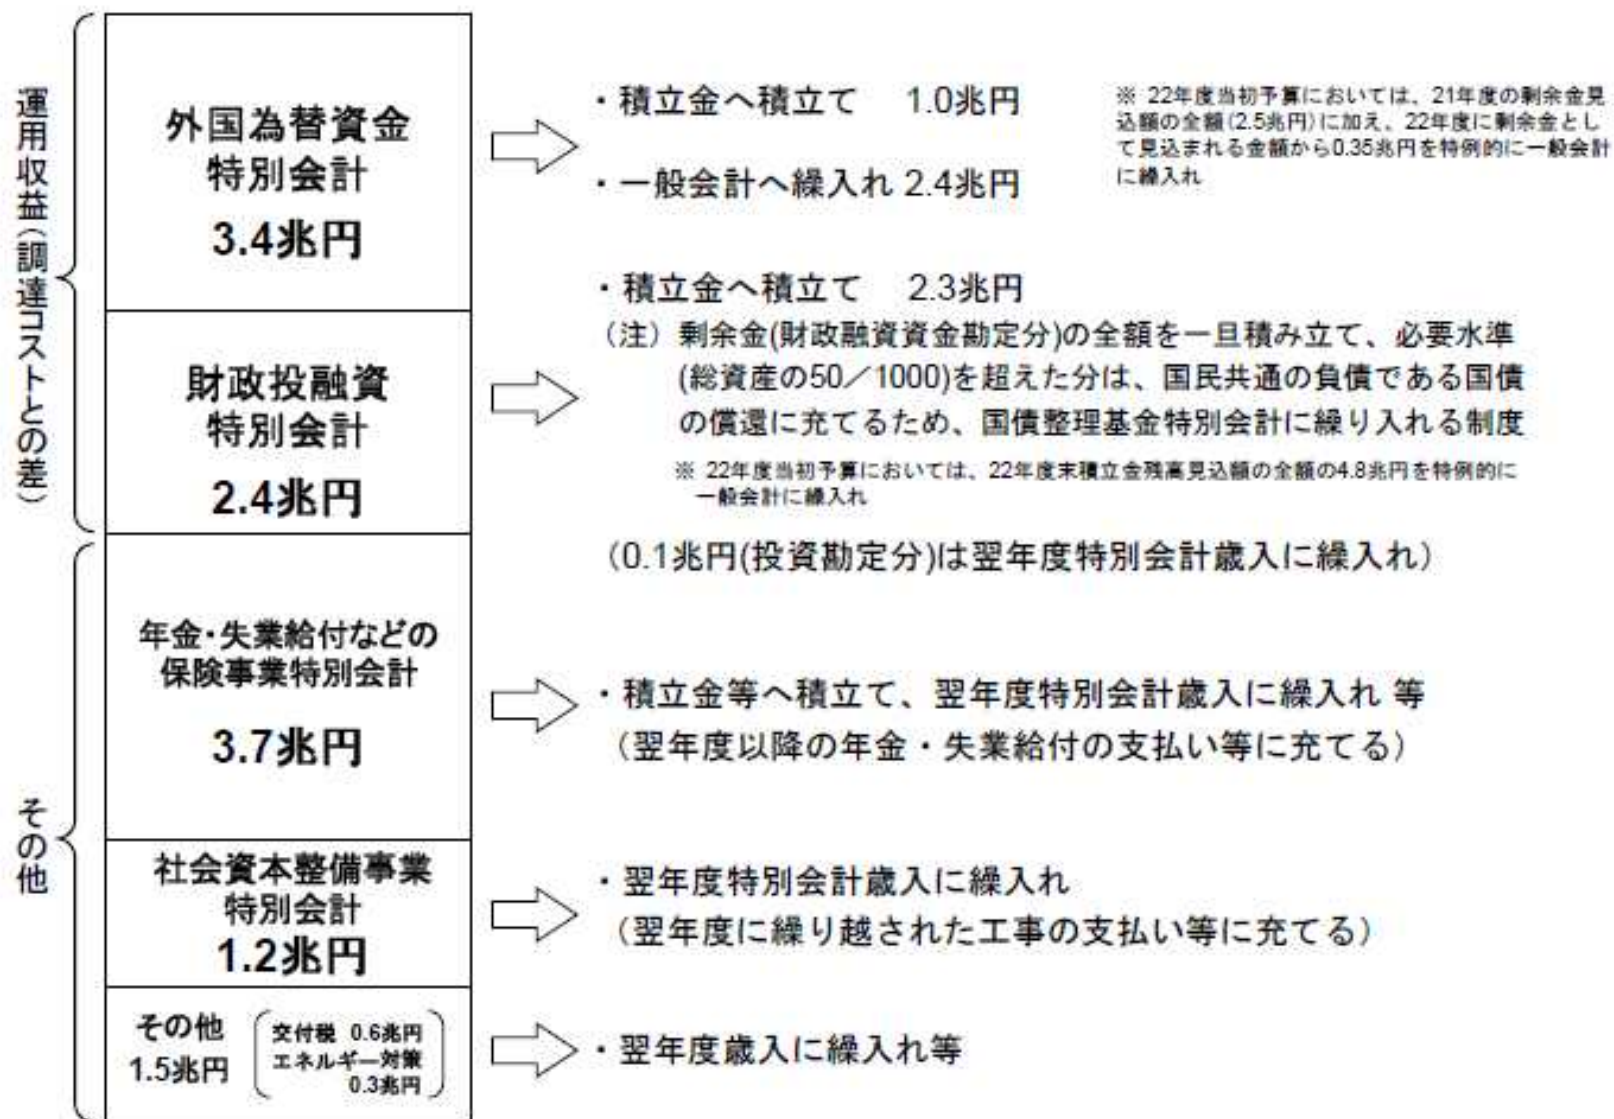 運用収益（調達コストとの差）
外国為替資金
特別会計
3.4兆円
・積立金へ積立て 1.0兆円
・一般会計へ繰入れ 2.4兆円
※ 22年度当初予算においては、21年度の剰余金見
込額の全額(2.5兆円)に加え、22年度に剰余金とし
て見込まれる金額から0.35兆円を特例的に一般会計
に繰入れ
財政投融資
特別会計
2.4兆円
・積立金へ積立て 2.3兆円
（注）剰余金(財政融資資金勘定分)の全額を一旦積み立て、必要水準
(総資産の50／1000)を超えた分は、国民共通の負債である国債
の償還に充てるため、国債整理基金特別会計に繰り入れる制度
※ 22年度当初予算においては、22年度末積立金残高見込額の全額の4.8兆円を特例的に
一般会計に繰入れ
（0.1兆円(投資勘定分)は翌年度特別会計歳入に繰入れ）
その他
年金・失業給付などの
保険事業特別会計
3.7兆円
・積立金等へ積立て、翌年度特別会計歳入に繰入れ 等
（翌年度以降の年金・失業給付の支払い等に充てる）
社会資本整備事業
特別会計
1.2兆円
・翌年度特別会計歳入に繰入れ
（翌年度に繰り越された工事の支払い等に充てる）
その他
1.5兆円
交付税 0.6兆円
エネルギー対策
0.3兆円
・翌年度歳入に繰入れ等